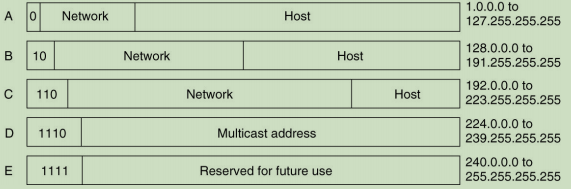 A 0 Network Host 1.0.0.0 to
127.255.255.255
B 10 Network Host 128.0.0.0 to
191.255.255.255
C 110 Network Host 192.0.0.0 to
223.255.255.255
D 1110 Multicast address 224.0.0.0 to
239.255.255.255
E 1111 Reserved for future use 240.0.0.0 to
255.255.255.255